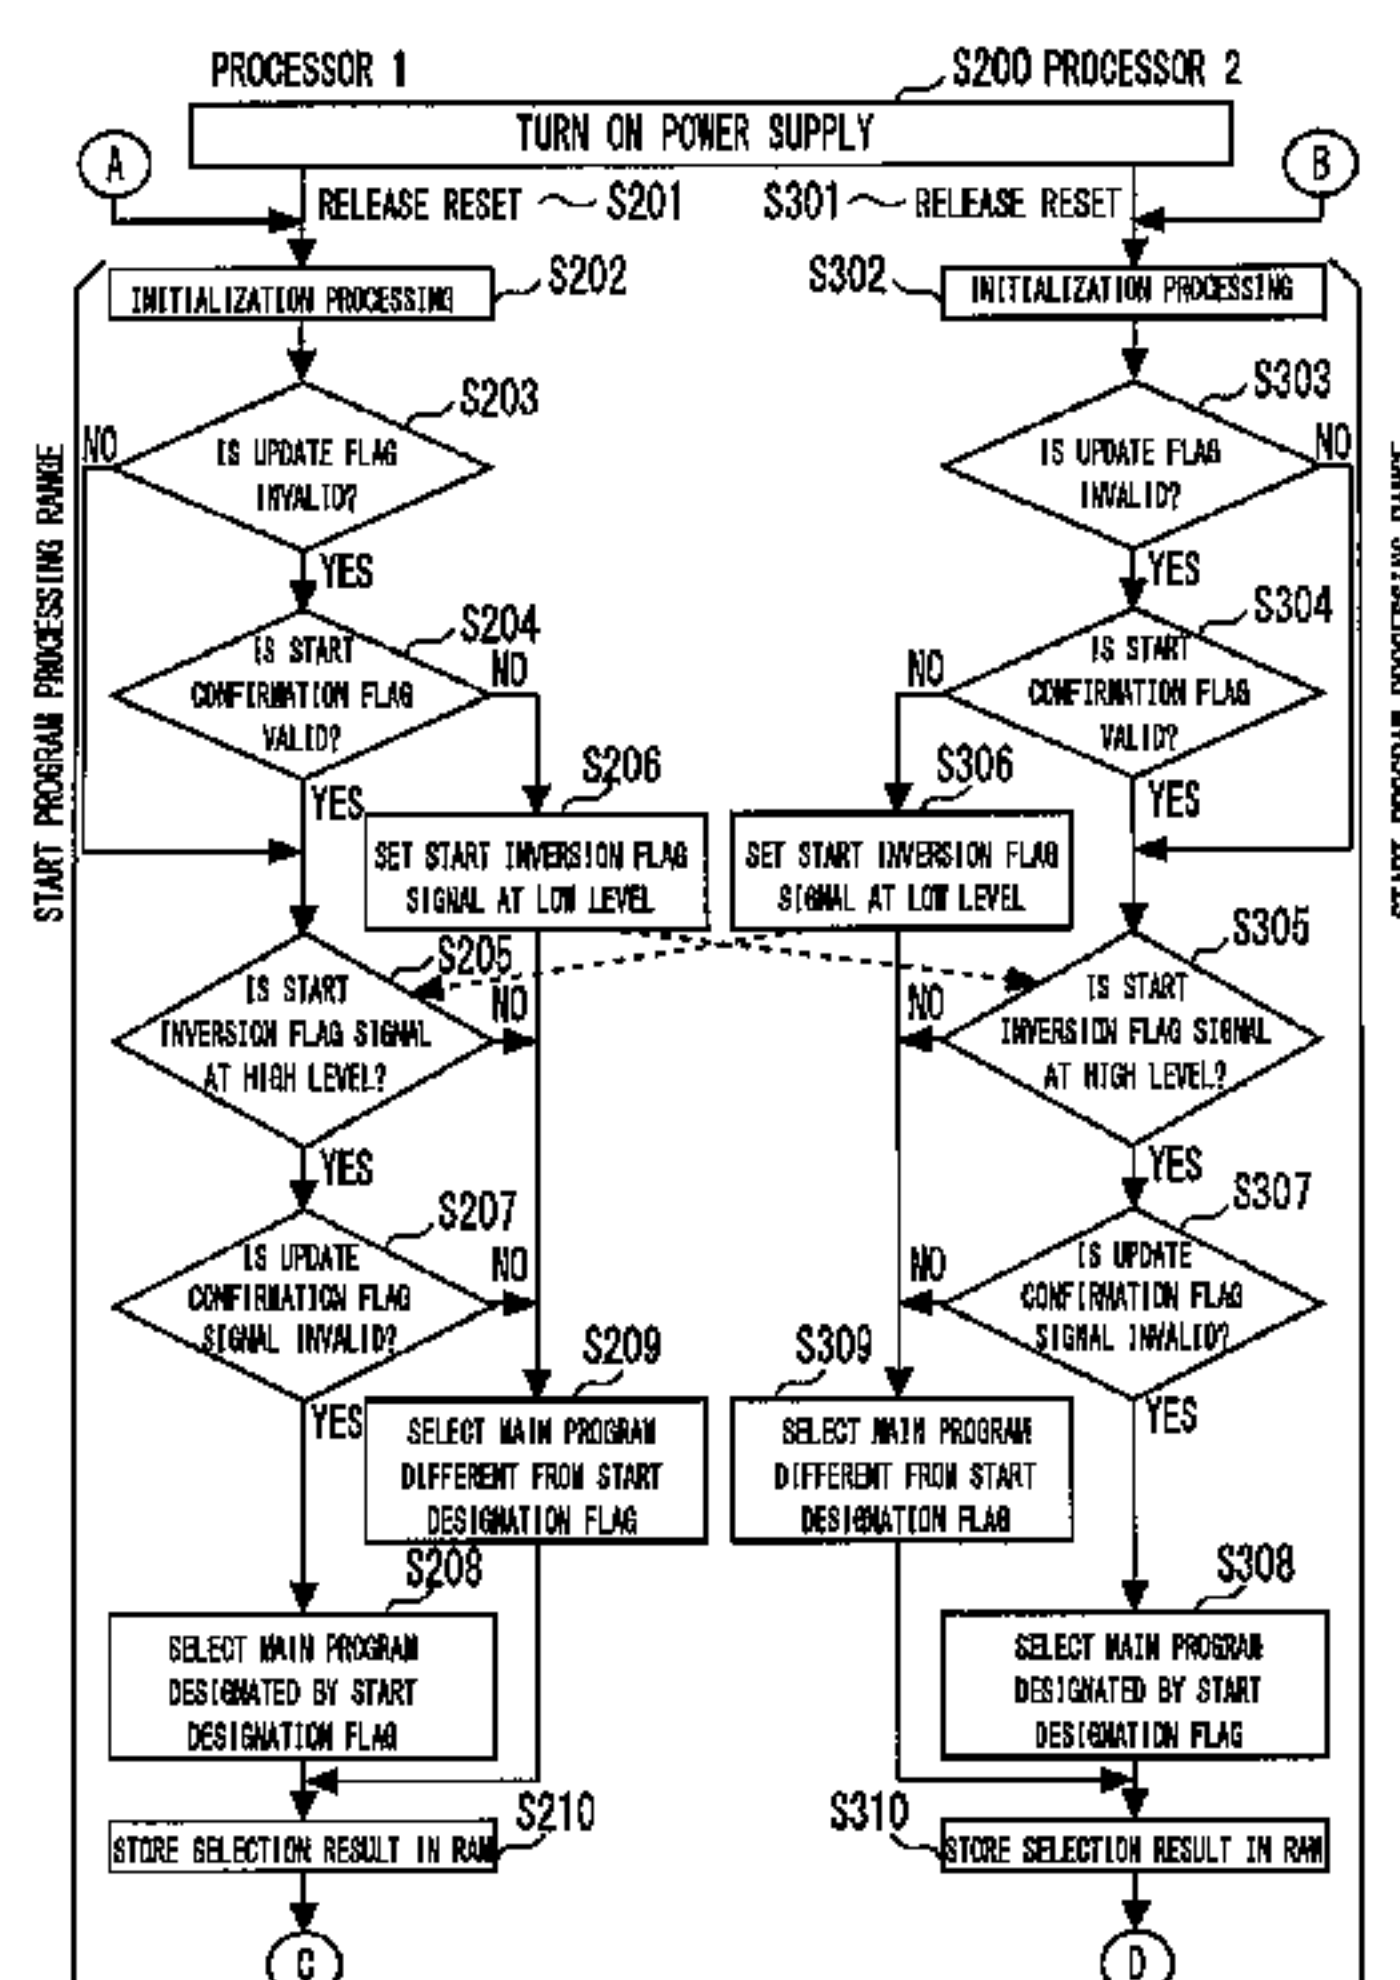 PROCESSOR 1
S200 PROCESSOR 2
TURN ON POWER SUPPLY
A
B
RELEASE RESET
S201
S301
RELEASE RESET
INITIALIZATION PROCESSING
S202
S302
INITIALIZATION PROCESSING
S203
IS UPDATE FLAG
INVALID?
NO
YES
S303
IS UPDATE FLAG
INVALID?
NO
YES
START PROGRAM PROCESSING RANGE
S204
IS START
CONFIRMATION FLAG
VALID?
NO
YES
S304
IS START
CONFIRMATION FLAG
VALID?
NO
YES
S206
SET START INVERSION FLAG
SIGNAL AT LOW LEVEL
S306
SET START INVERSION FLAG
SIGNAL AT LOW LEVEL
S205
IS START
INVERSION FLAG SIGNAL
AT HIGH LEVEL?
NO
YES
S305
IS START
INVERSION FLAG SIGNAL
AT HIGH LEVEL?
NO
YES
S207
IS UPDATE
CONFIRMATION FLAG
SIGNAL INVALID?
NO
YES
S307
IS UPDATE
CONFIRMATION FLAG
SIGNAL INVALID?
NO
YES
S209
SELECT MAIN PROGRAM
DIFFERENT FROM START
DESIGNATION FLAG
S309
SELECT MAIN PROGRAM
DIFFERENT FROM START
DESIGNATION FLAG
S208
SELECT MAIN PROGRAM
DESIGNATED BY START
DESIGNATION FLAG
S308
SELECT MAIN PROGRAM
DESIGNATED BY START
DESIGNATION FLAG
S210
STORE SELECTION RESULT IN RAM
S310
STORE SELECTION RESULT IN RAM
C
D